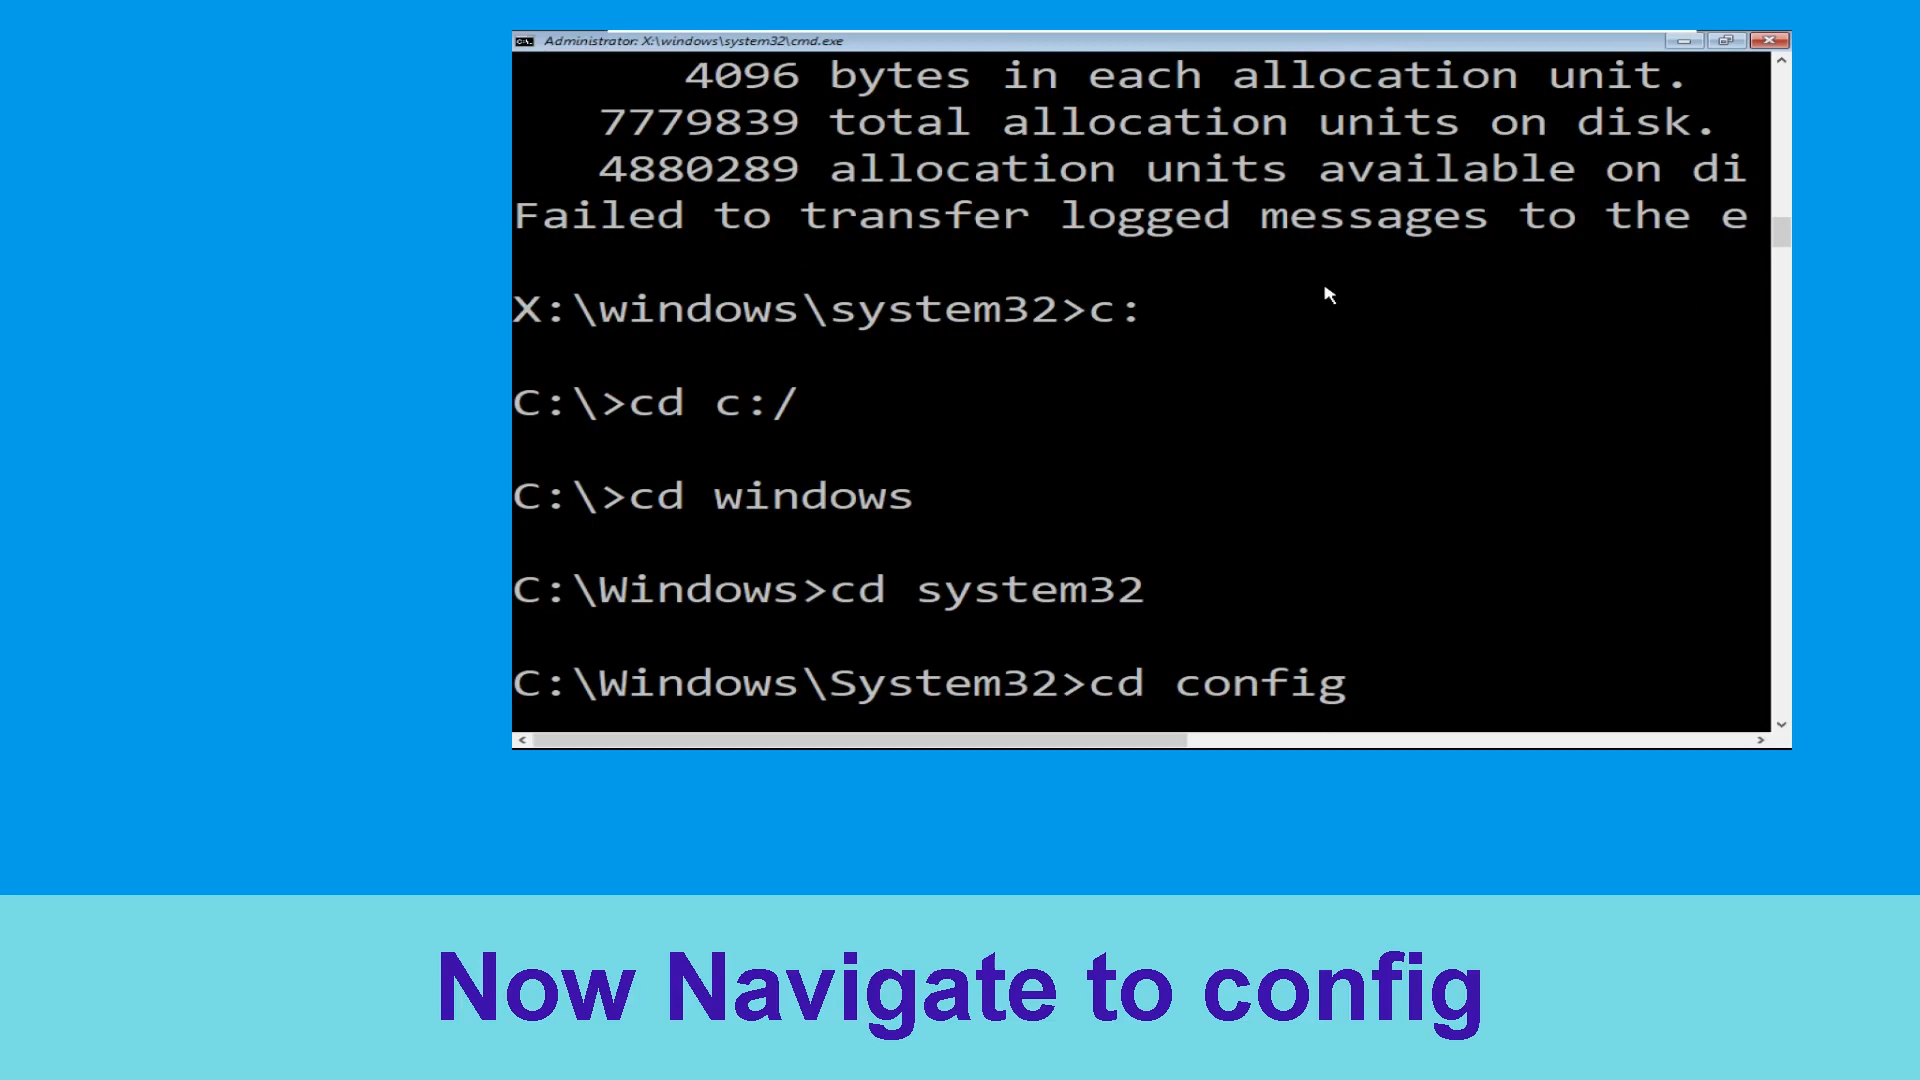 Administrator: X:\windows\system32\cmd.exe
4096 bytes in each allocation unit.
7779839 total allocation units on disk.
4880289 allocation units available on di
Failed to transfer logged messages to the e
X:\windows\system32>c:
C:\>cd c:/
C:\>cd windows
C:\Windows>cd system32
C:\Windows\System32>cd config
Now Navigate to config